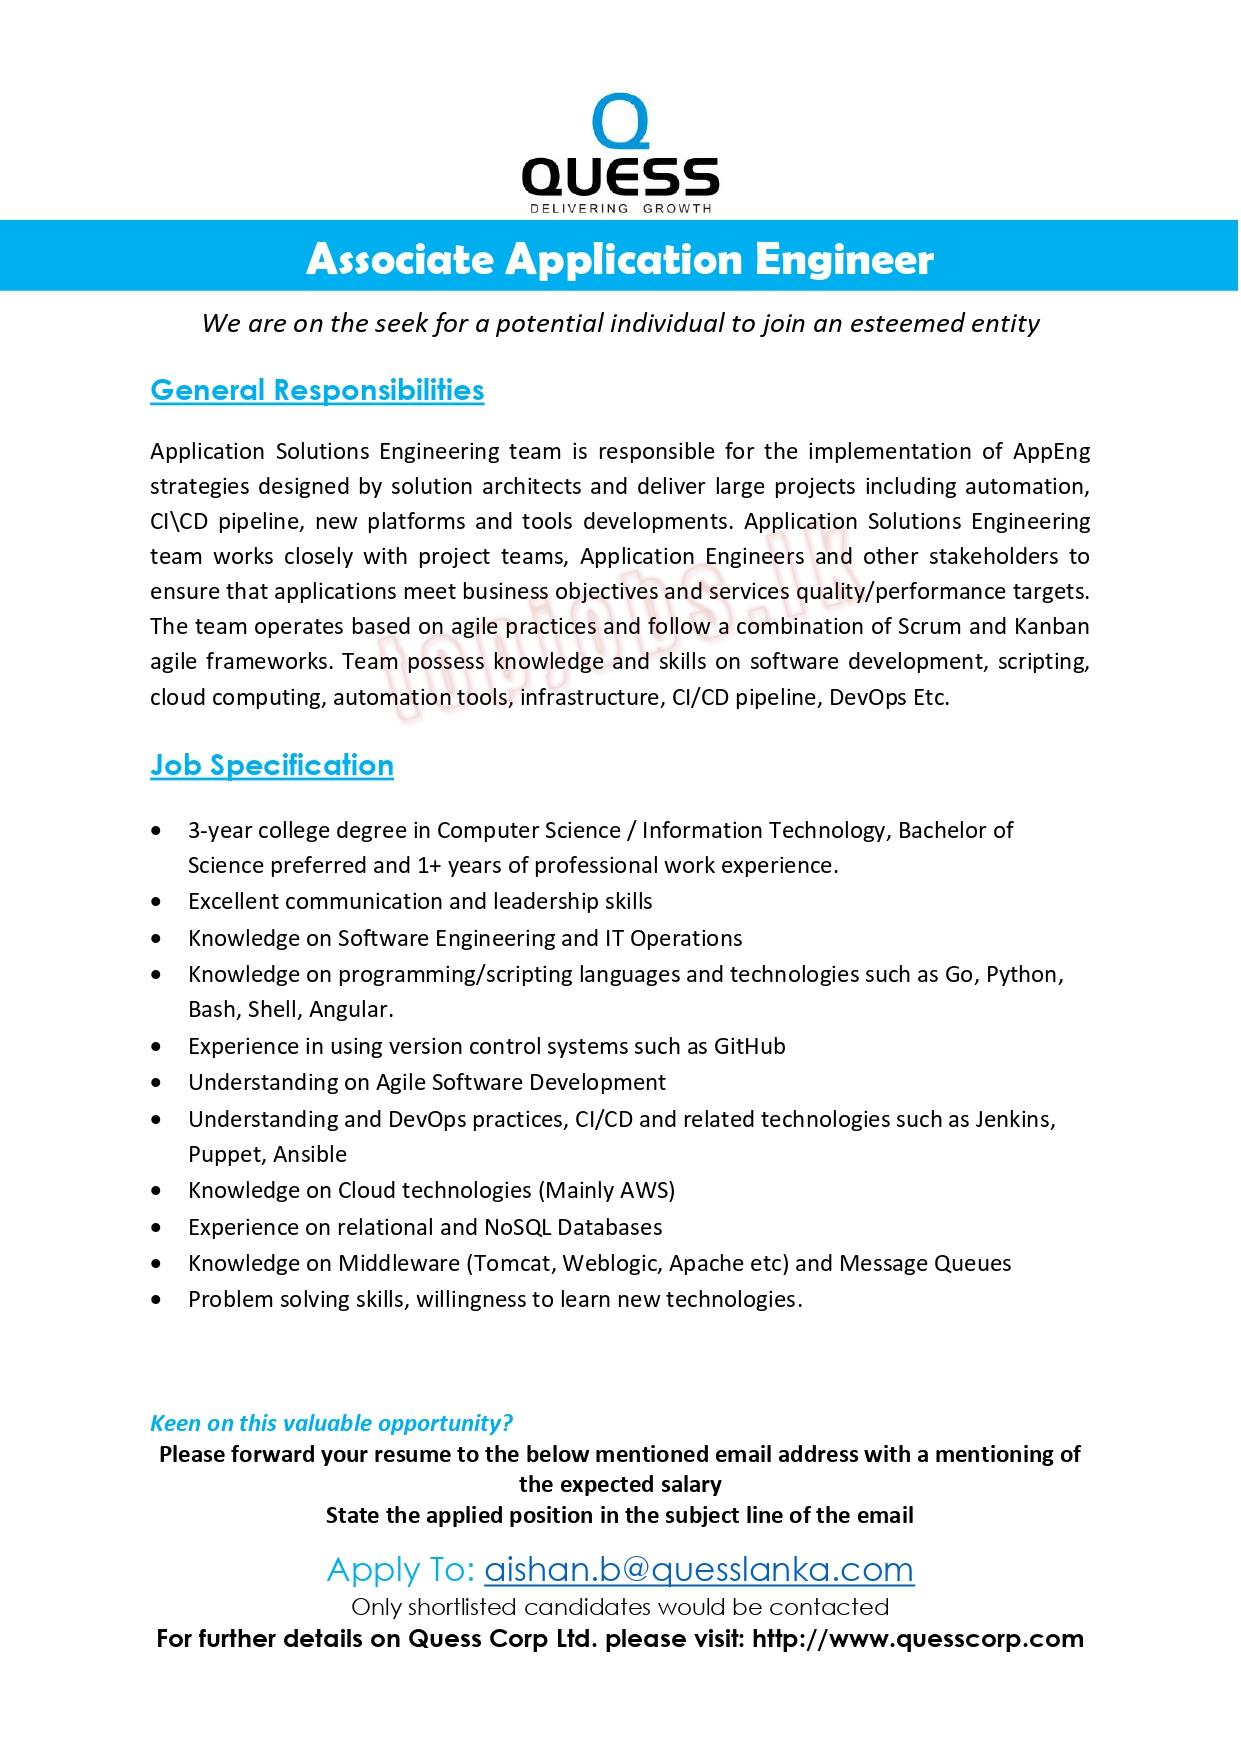 Q
QUESS
DELIVERING GROWTH
Associate Application Engineer
We are on the seek for a potential individual to join an esteemed entity
General Responsibilities
Application Solutions Engineering team is responsible for the implementation of AppEng
strategies designed by solution architects and deliver large projects including automation,
CI\CD pipeline, new platforms and tools developments. Application Solutions Engineering
team works closely with project teams, Application Engineers and other stakeholders to
ensure that applications meet business objectives and services quality/performance targets.
The team operates based on agile practices and follow a combination of Scrum and Kanban
agile frameworks. Team possess knowledge and skills on software development, scripting,
cloud computing, automation tools, infrastructure, CI/CD pipeline, DevOps Etc.
topjobs.lk
Job Specification
• 3-year college degree in Computer Science / Information Technology, Bachelor of
Science preferred and 1+ years of professional work experience.
• Excellent communication and leadership skills
• Knowledge on Software Engineering and IT Operations
• Knowledge on programming/scripting languages and technologies such as Go, Python,
Bash, Shell, Angular.
• Experience in using version control systems such as GitHub
• Understanding on Agile Software Development
• Understanding and DevOps practices, CI/CD and related technologies such as Jenkins,
Puppet, Ansible
• Knowledge on Cloud technologies (Mainly AWS)
• Experience on relational and NoSQL Databases
• Knowledge on Middleware (Tomcat, Weblogic, Apache etc) and Message Queues
• Problem solving skills, willingness to learn new technologies.
Keen on this valuable opportunity?
Please forward your resume to the below mentioned email address with a mentioning of
the expected salary
State the applied position in the subject line of the email
Apply To: aishan.b@quesslanka.com
Only shortlisted candidates would be contacted
For further details on Quess Corp Ltd. please visit: http://www.quesscorp.com